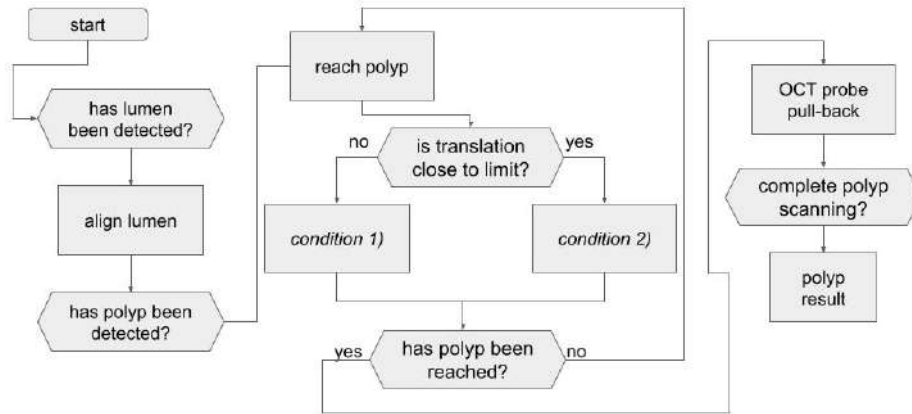 start
has lumen
been detected?
align lumen
has polyp been
detected?
reach polyp
no
is translation
close to limit?
yes
condition 1)
condition 2)
yes
has polyp been
reached?
no
OCT probe
pull-back
complete polyp
scanning?
polyp
result